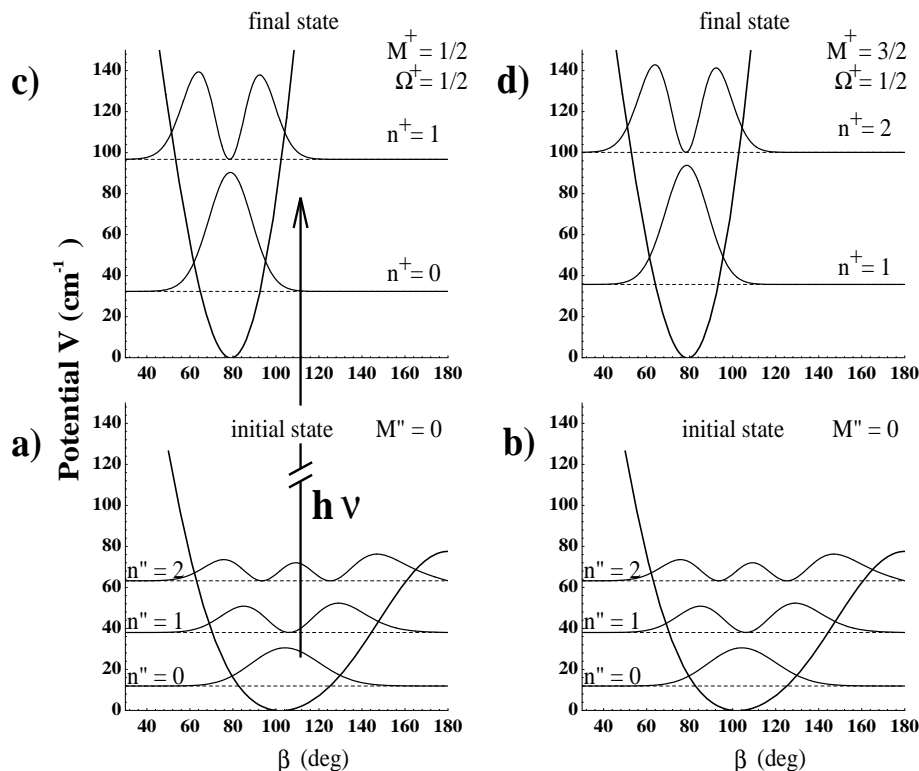 final state
final state
c)
M⁺ = 1/2
Ω⁺ = 1/2
d)
M⁺ = 3/2
Ω⁺ = 1/2
140
120
100
80
60
40
20
0
n⁺ = 1
n⁺ = 0
40 60 80 100 120 140 160 180
140
120
100
80
60
40
20
0
n⁺ = 2
n⁺ = 1
40 60 80 100 120 140 160 180
Potential V (cm⁻¹)
a)
initial state M" = 0
b)
initial state M" = 0
140
120
100
80
60
40
20
0
hν
n" = 2
n" = 1
n" = 0
40 60 80 100 120 140 160 180
β (deg)
140
120
100
80
60
40
20
0
n" = 2
n" = 1
n" = 0
40 60 80 100 120 140 160 180
β (deg)